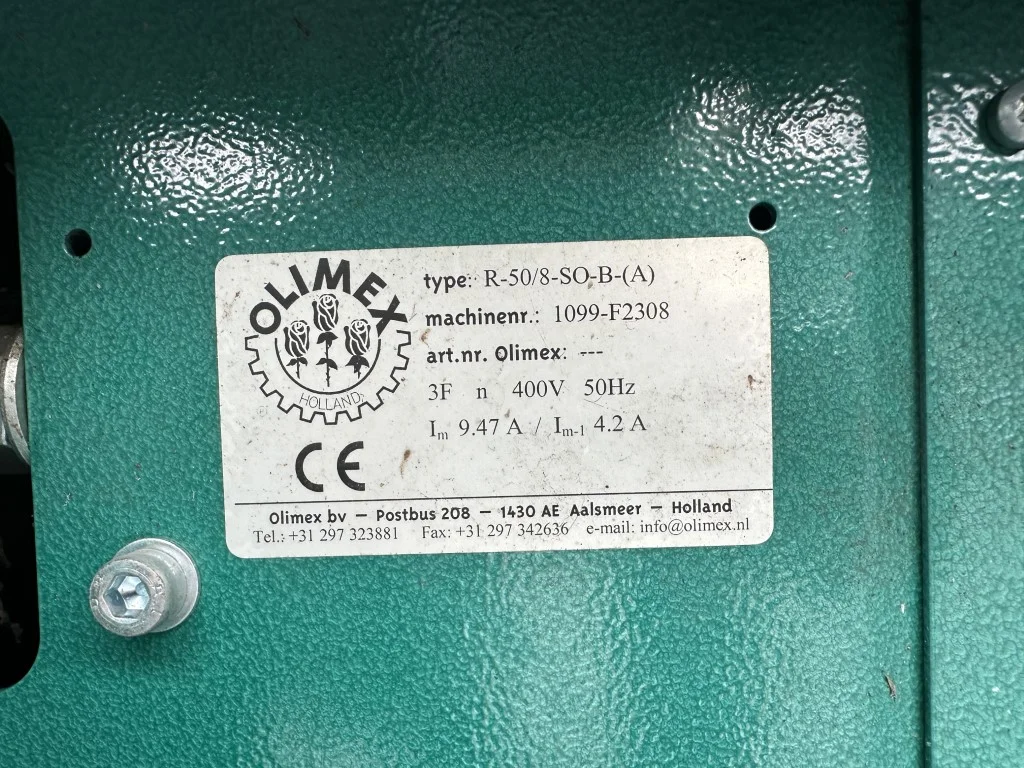 OLIMEX
HOLLAND
type: R-50/8-SO-B-(A)
machinenr.: 1099-F2308
art.nr. Olimex: ---
3F n 400V 50Hz
Im 9.47 A / Im-1 4.2 A
CE
Olimex bv – Postbus 208 – 1430 AE Aalsmeer – Holland
Tel.: +31 297 323881 Fax: +31 297 342636 e-mail: info@olimex.nl